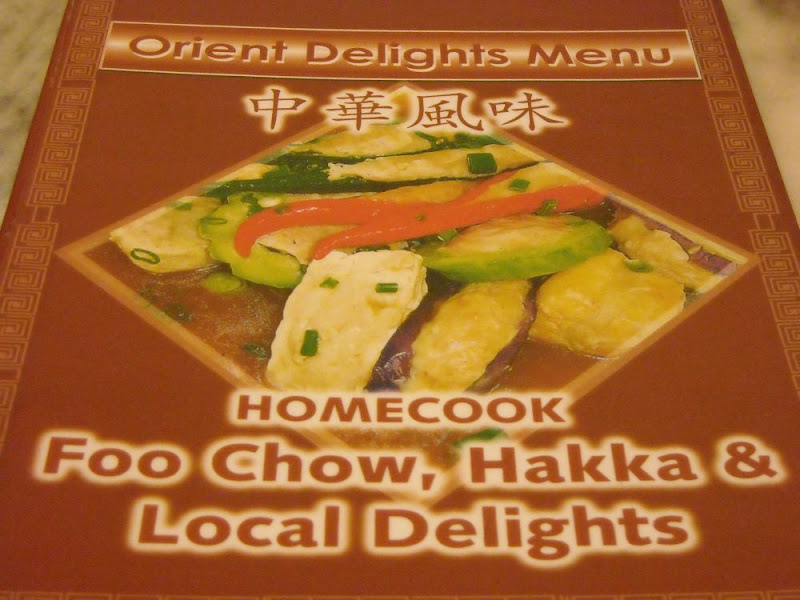 Orient Delights Menu
中華風味
HOMECOOK
Foo Chow, Hakka &
Local Delights